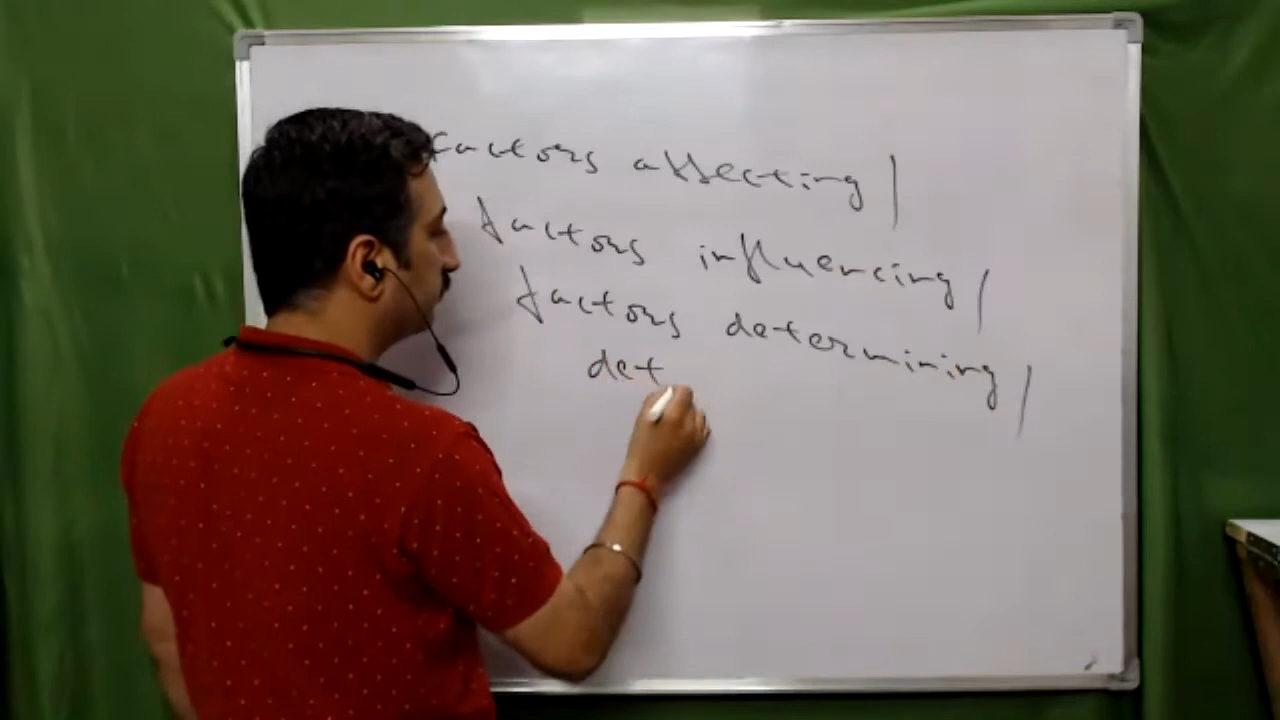 factors affecting /
factors influencing /
factors determining /
det